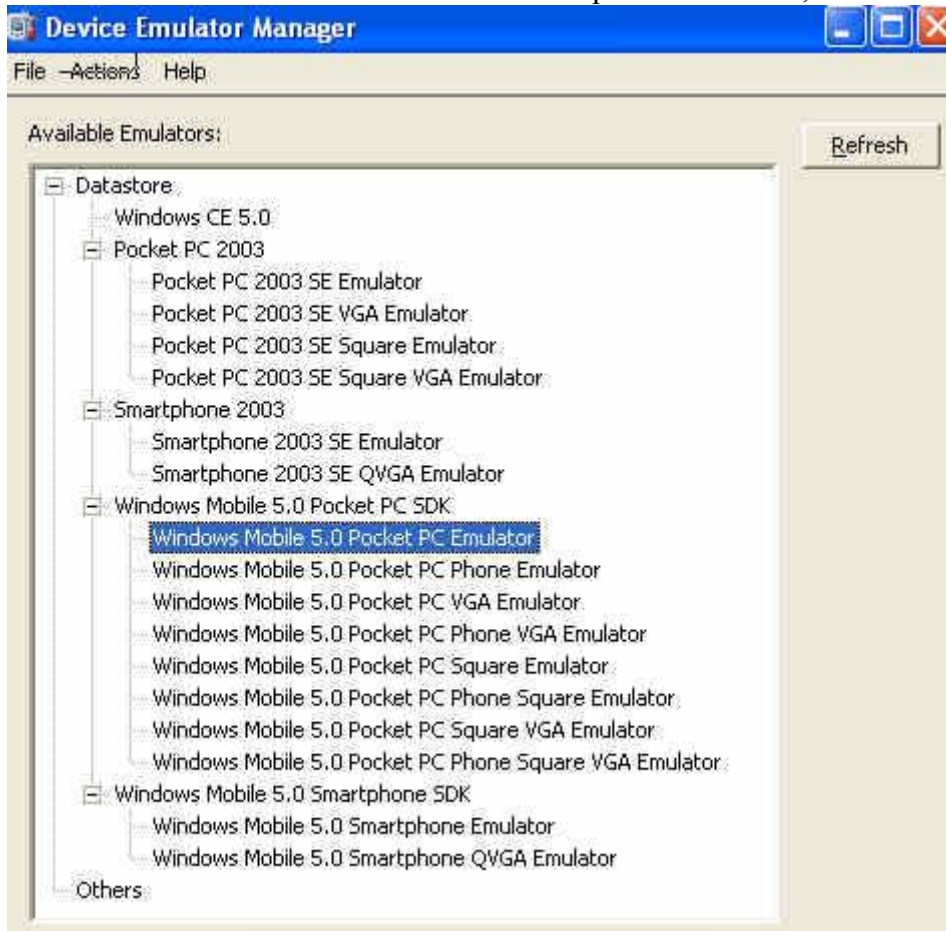 Device Emulator Manager
File Actions Help
Available Emulators:
Refresh
Datastore
Windows CE 5.0
Pocket PC 2003
Pocket PC 2003 SE Emulator
Pocket PC 2003 SE VGA Emulator
Pocket PC 2003 SE Square Emulator
Pocket PC 2003 SE Square VGA Emulator
Smartphone 2003
Smartphone 2003 SE Emulator
Smartphone 2003 SE QVGA Emulator
Windows Mobile 5.0 Pocket PC SDK
Windows Mobile 5.0 Pocket PC Emulator
Windows Mobile 5.0 Pocket PC Phone Emulator
Windows Mobile 5.0 Pocket PC VGA Emulator
Windows Mobile 5.0 Pocket PC Phone VGA Emulator
Windows Mobile 5.0 Pocket PC Square Emulator
Windows Mobile 5.0 Pocket PC Phone Square Emulator
Windows Mobile 5.0 Pocket PC Square VGA Emulator
Windows Mobile 5.0 Pocket PC Phone Square VGA Emulator
Windows Mobile 5.0 Smartphone SDK
Windows Mobile 5.0 Smartphone Emulator
Windows Mobile 5.0 Smartphone QVGA Emulator
Others